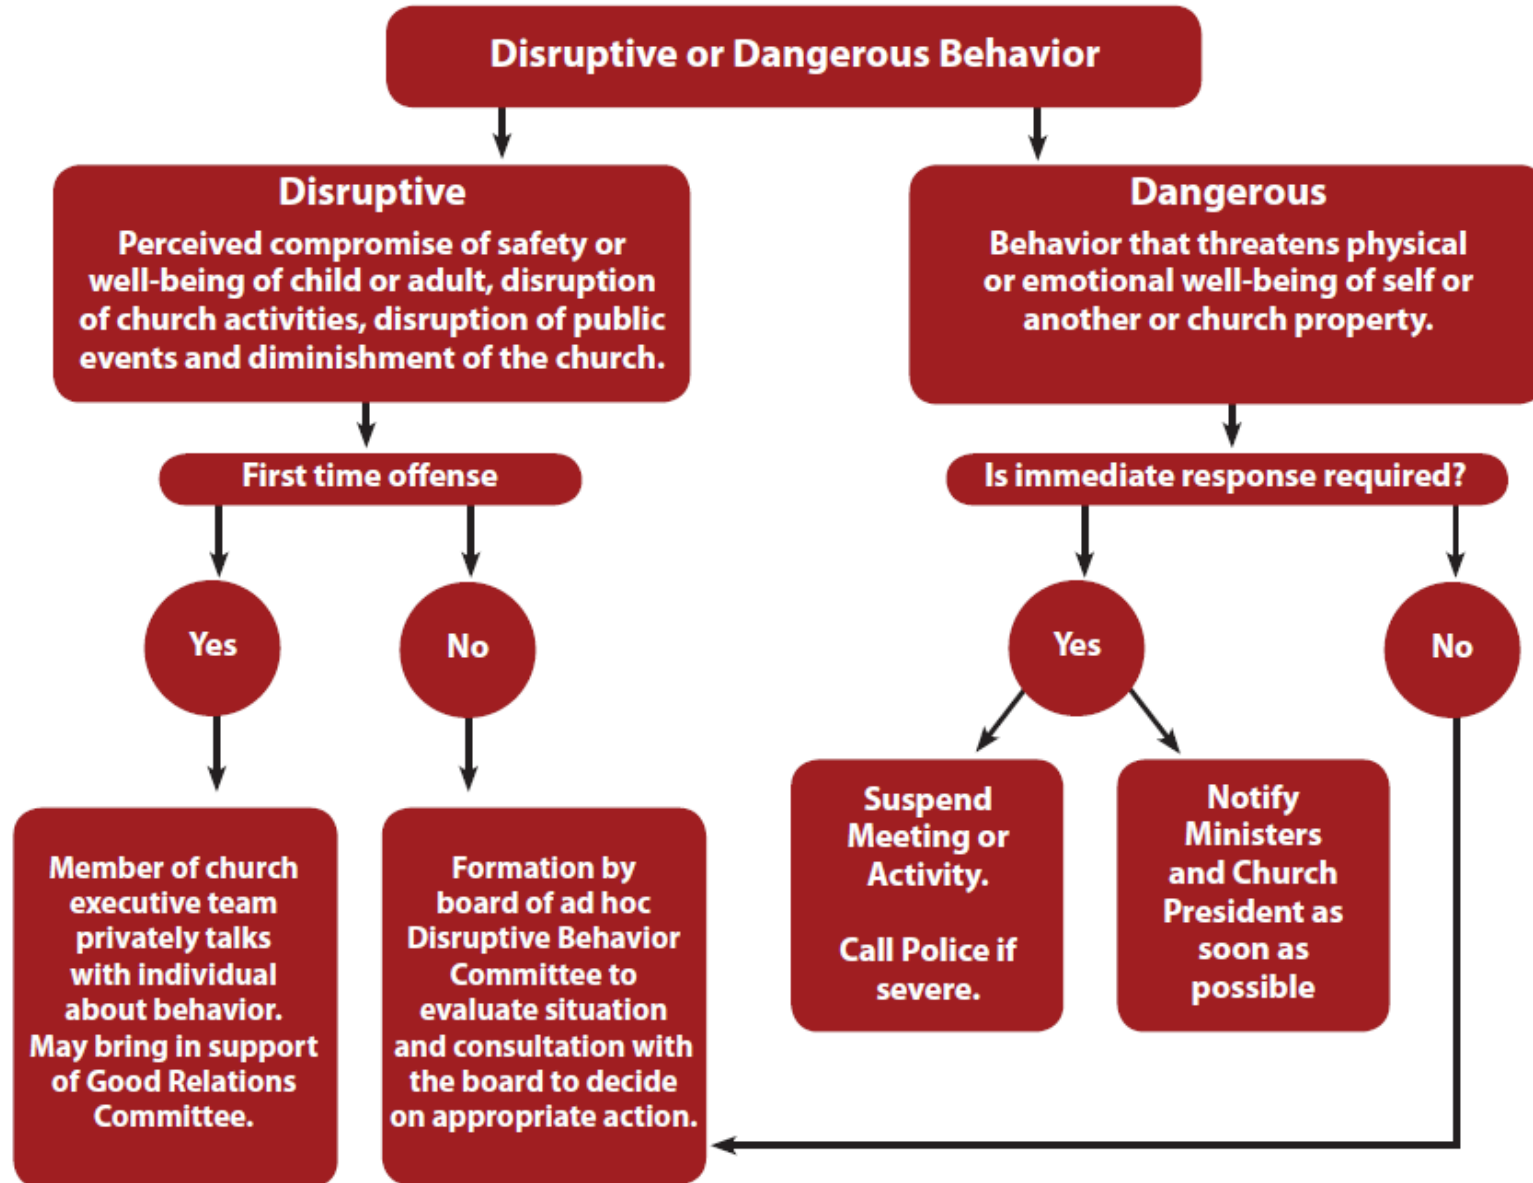 Disruptive or Dangerous Behavior
Disruptive
Perceived compromise of safety or
well-being of child or adult, disruption
of church activities, disruption of public
events and diminishment of the church.
Dangerous
Behavior that threatens physical
or emotional well-being of self or
another or church property.
First time offense
Is immediate response required?
Yes
No
Yes
No
Member of church
executive team
privately talks
with individual
about behavior.
May bring in support
of Good Relations
Committee.
Formation by
board of ad hoc
Disruptive Behavior
Committee to
evaluate situation
and consultation with
the board to decide
on appropriate action.
Suspend
Meeting or
Activity.
Call Police if
severe.
Notify
Ministers
and Church
President as
soon as
possible